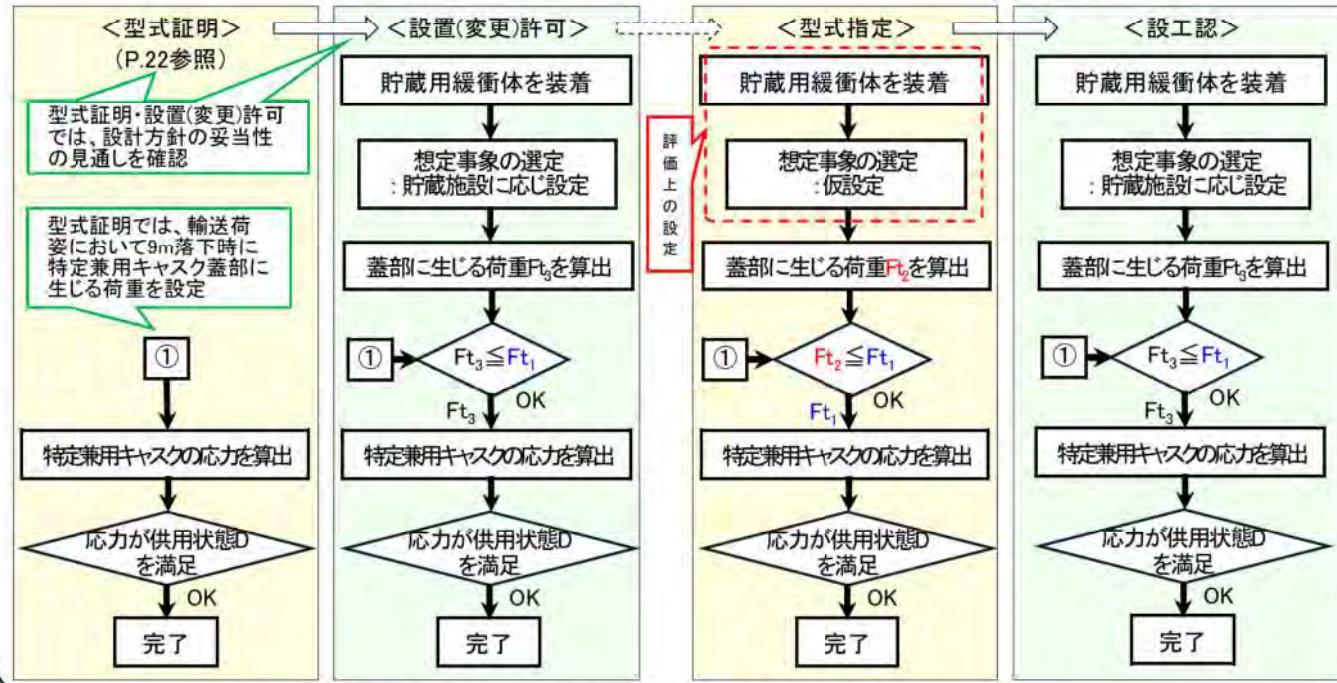 <型式証明>
(P.22参照)
型式証明・設置(変更)許可
では、設計方針の妥当性
の見通しを確認
型式証明では、輸送荷
姿において9m落下時に
特定兼用キャスク蓋部に
生じる荷重を設定
①
特定兼用キャスクの応力を算出
応力が供用状態D
を満足
OK
完了
<設置(変更)許可>
貯蔵用緩衝体を装着
想定事象の選定
:貯蔵施設に応じ設定
蓋部に生じる荷重Ft₃を算出
①
Ft₃≦Ft₁
OK
Ft₃
特定兼用キャスクの応力を算出
応力が供用状態D
を満足
OK
完了
<型式指定>
評価上の設定
貯蔵用緩衝体を装着
想定事象の選定
:仮設定
蓋部に生じる荷重Ft₂を算出
①
Ft₂≦Ft₁
OK
Ft₁
特定兼用キャスクの応力を算出
応力が供用状態D
を満足
OK
完了
<設工認>
貯蔵用緩衝体を装着
想定事象の選定
:貯蔵施設に応じ設定
蓋部に生じる荷重Ft₃を算出
①
Ft₃≦Ft₁
OK
Ft₃
特定兼用キャスクの応力を算出
応力が供用状態D
を満足
OK
完了